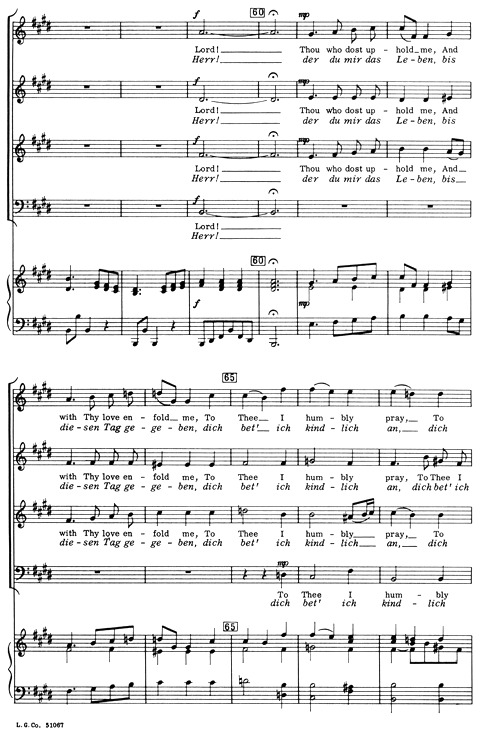 60
f mp
Lord! Thou who dost up-hold me, And
Herr! der du mir das Le-ben, bis
f mp
Lord! Thou who dost up-hold me, And
Herr! der du mir das Le-ben, bis
f mp
Lord! Thou who dost up-hold me, And
Herr! der du mir das Le-ben, bis
f
Lord!
Herr!
60
f mp
65
with Thy love en-fold me, To Thee I hum-bly pray, To
die-sen Tag ge-ge-ben, dich bet' ich kind-lich an, dich
with Thy love en-fold me, To Thee I hum-bly pray, To Thee I
die-sen Tag ge-ge-ben, dich bet' ich kind-lich an, dich bet' ich
with Thy love en-fold me, To Thee I hum-bly pray, To
die-sen Tag ge-ge-ben, dich bet' ich kind-lich an, dich
mp
To Thee I hum-bly
dich bet' ich kind-lich
65
L. G. Co. 51067